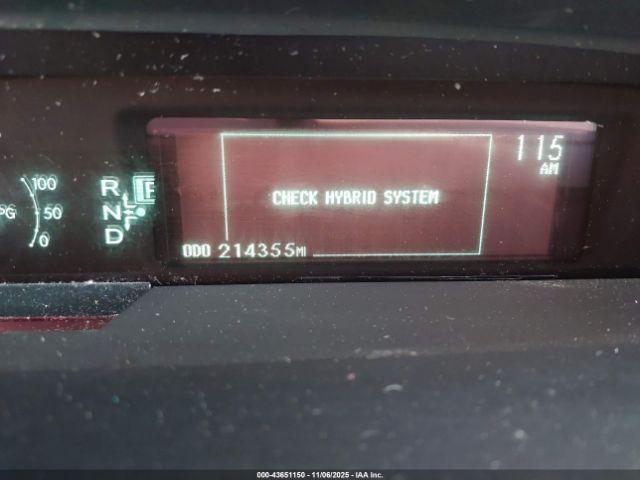 115
AM
100
PG
50
0
R
N
D
CHECK HYBRID SYSTEM
ODO 214355MI
000-43651150 - 11/06/2025 - IAA Inc.